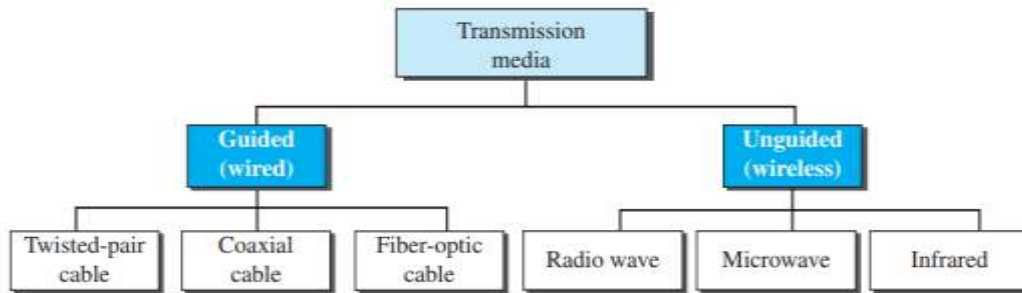 Transmission
media
Guided
(wired)
Unguided
(wireless)
Twisted-pair
cable
Coaxial
cable
Fiber-optic
cable
Radio wave
Microwave
Infrared